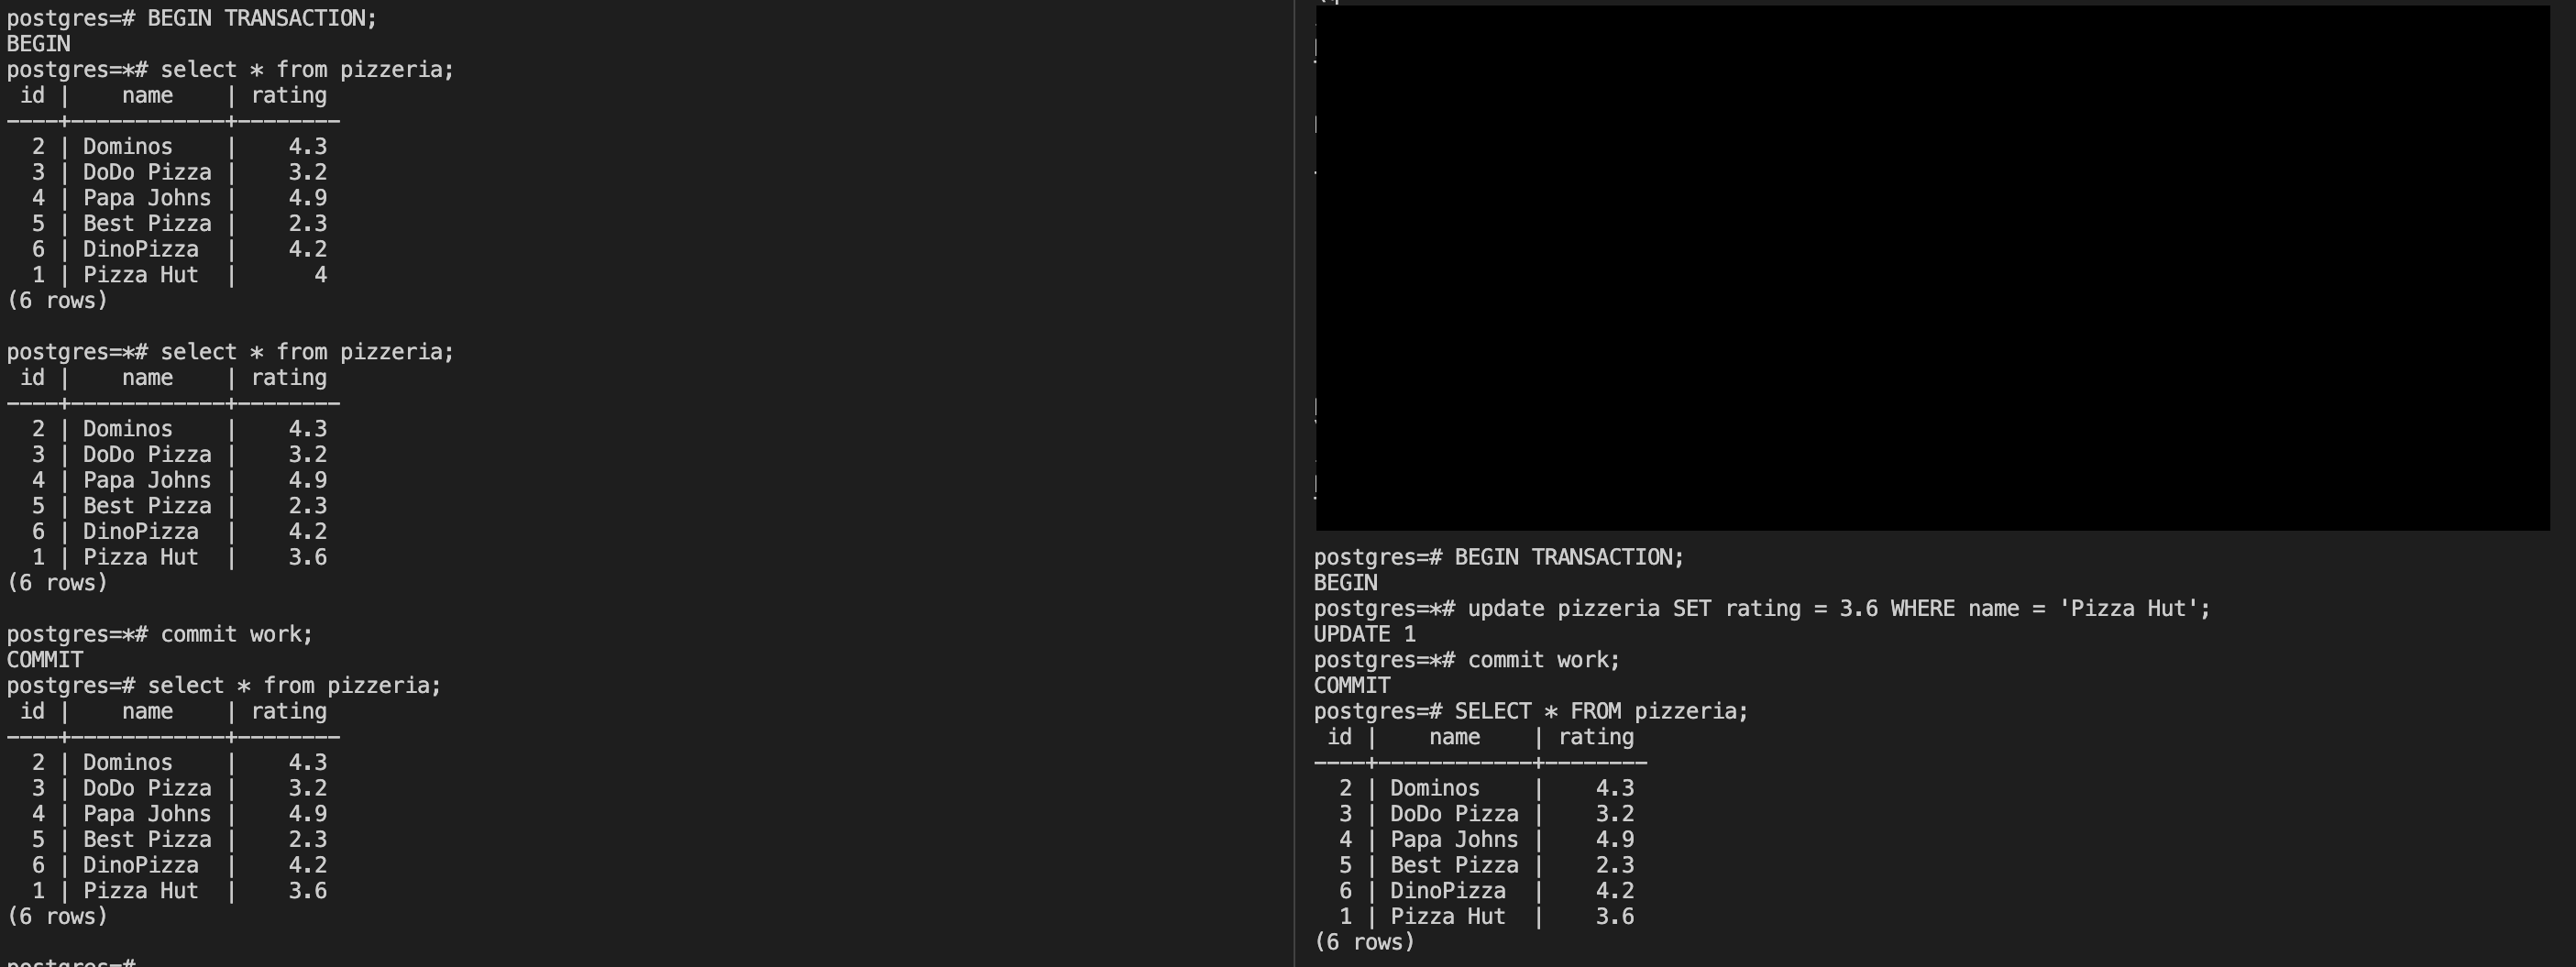 postgres=# BEGIN TRANSACTION;
BEGIN
postgres=*# select * from pizzeria;
 id |    name    | rating
----+------------+--------
  2 | Dominos    |    4.3
  3 | DoDo Pizza |    3.2
  4 | Papa Johns |    4.9
  5 | Best Pizza |    2.3
  6 | DinoPizza  |    4.2
  1 | Pizza Hut  |      4
(6 rows)
postgres=*# select * from pizzeria;
 id |    name    | rating
----+------------+--------
  2 | Dominos    |    4.3
  3 | DoDo Pizza |    3.2
  4 | Papa Johns |    4.9
  5 | Best Pizza |    2.3
  6 | DinoPizza  |    4.2
  1 | Pizza Hut  |    3.6
(6 rows)
postgres=*# commit work;
COMMIT
postgres=# select * from pizzeria;
 id |    name    | rating
----+------------+--------
  2 | Dominos    |    4.3
  3 | DoDo Pizza |    3.2
  4 | Papa Johns |    4.9
  5 | Best Pizza |    2.3
  6 | DinoPizza  |    4.2
  1 | Pizza Hut  |    3.6
(6 rows)
postgres=#
postgres=# BEGIN TRANSACTION;
BEGIN
postgres=*# update pizzeria SET rating = 3.6 WHERE name = 'Pizza Hut';
UPDATE 1
postgres=*# commit work;
COMMIT
postgres=# SELECT * FROM pizzeria;
 id |    name    | rating
----+------------+--------
  2 | Dominos    |    4.3
  3 | DoDo Pizza |    3.2
  4 | Papa Johns |    4.9
  5 | Best Pizza |    2.3
  6 | DinoPizza  |    4.2
  1 | Pizza Hut  |    3.6
(6 rows)